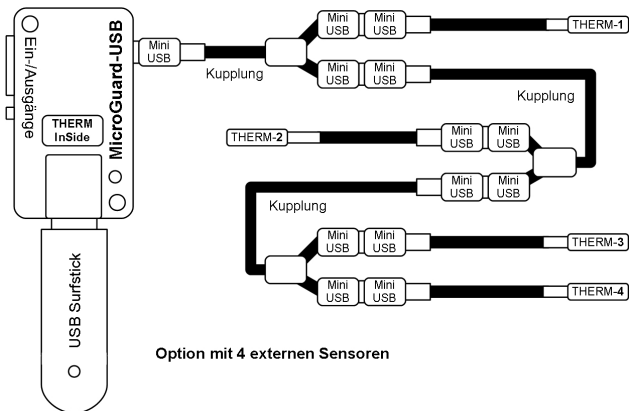 Ein-/Ausgänge
MicroGuard-USB
THERM
InSide
USB Surfstick
Mini
USB
Kupplung
Mini
USB
Mini
USB
THERM-1
Mini
USB
Mini
USB
Kupplung
THERM-2
Mini
USB
Mini
USB
Mini
USB
Mini
USB
Kupplung
Mini
USB
Mini
USB
THERM-3
Mini
USB
Mini
USB
THERM-4
Option mit 4 externen Sensoren